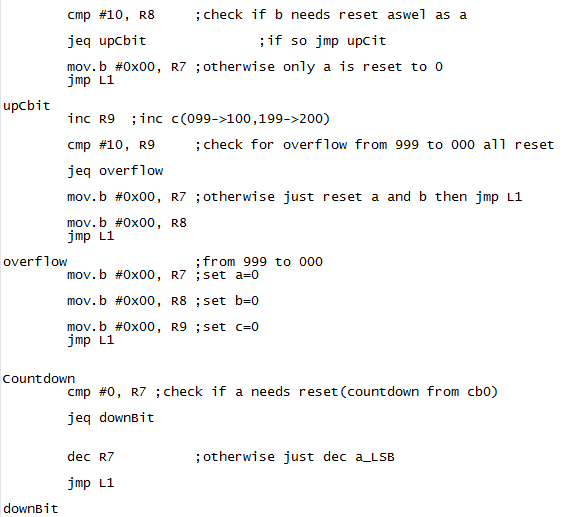 cmp #10, R8 ;check if b needs reset aswel as a
jeq upCbit ;if so jmp upCit
mov.b #0x00, R7 ;otherwise only a is reset to 0
jmp L1
upCbit
inc R9 ;inc c(099->100,199->200)
cmp #10, R9 ;check for overflow from 999 to 000 all reset
jeq overflow
mov.b #0x00, R7 ;otherwise just reset a and b then jmp L1
mov.b #0x00, R8
jmp L1
overflow ;from 999 to 000
mov.b #0x00, R7 ;set a=0
mov.b #0x00, R8 ;set b=0
mov.b #0x00, R9 ;set c=0
jmp L1
Countdown
cmp #0, R7 ;check if a needs reset(countdown from cb0)
jeq downBit
dec R7 ;otherwise just dec a_LSB
jmp L1
downBit